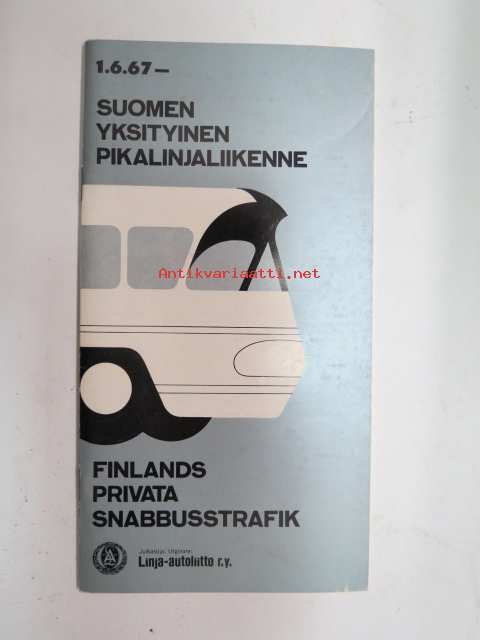 1.6.67—
SUOMEN
YKSITYINEN
PIKALINJALIIKENNE
Antikvariaatti.net
FINLANDS
PRIVATA
SNABBUSSTRAFIK
Julkaisija: Utgivare:
Linja-autoliitto r.y.